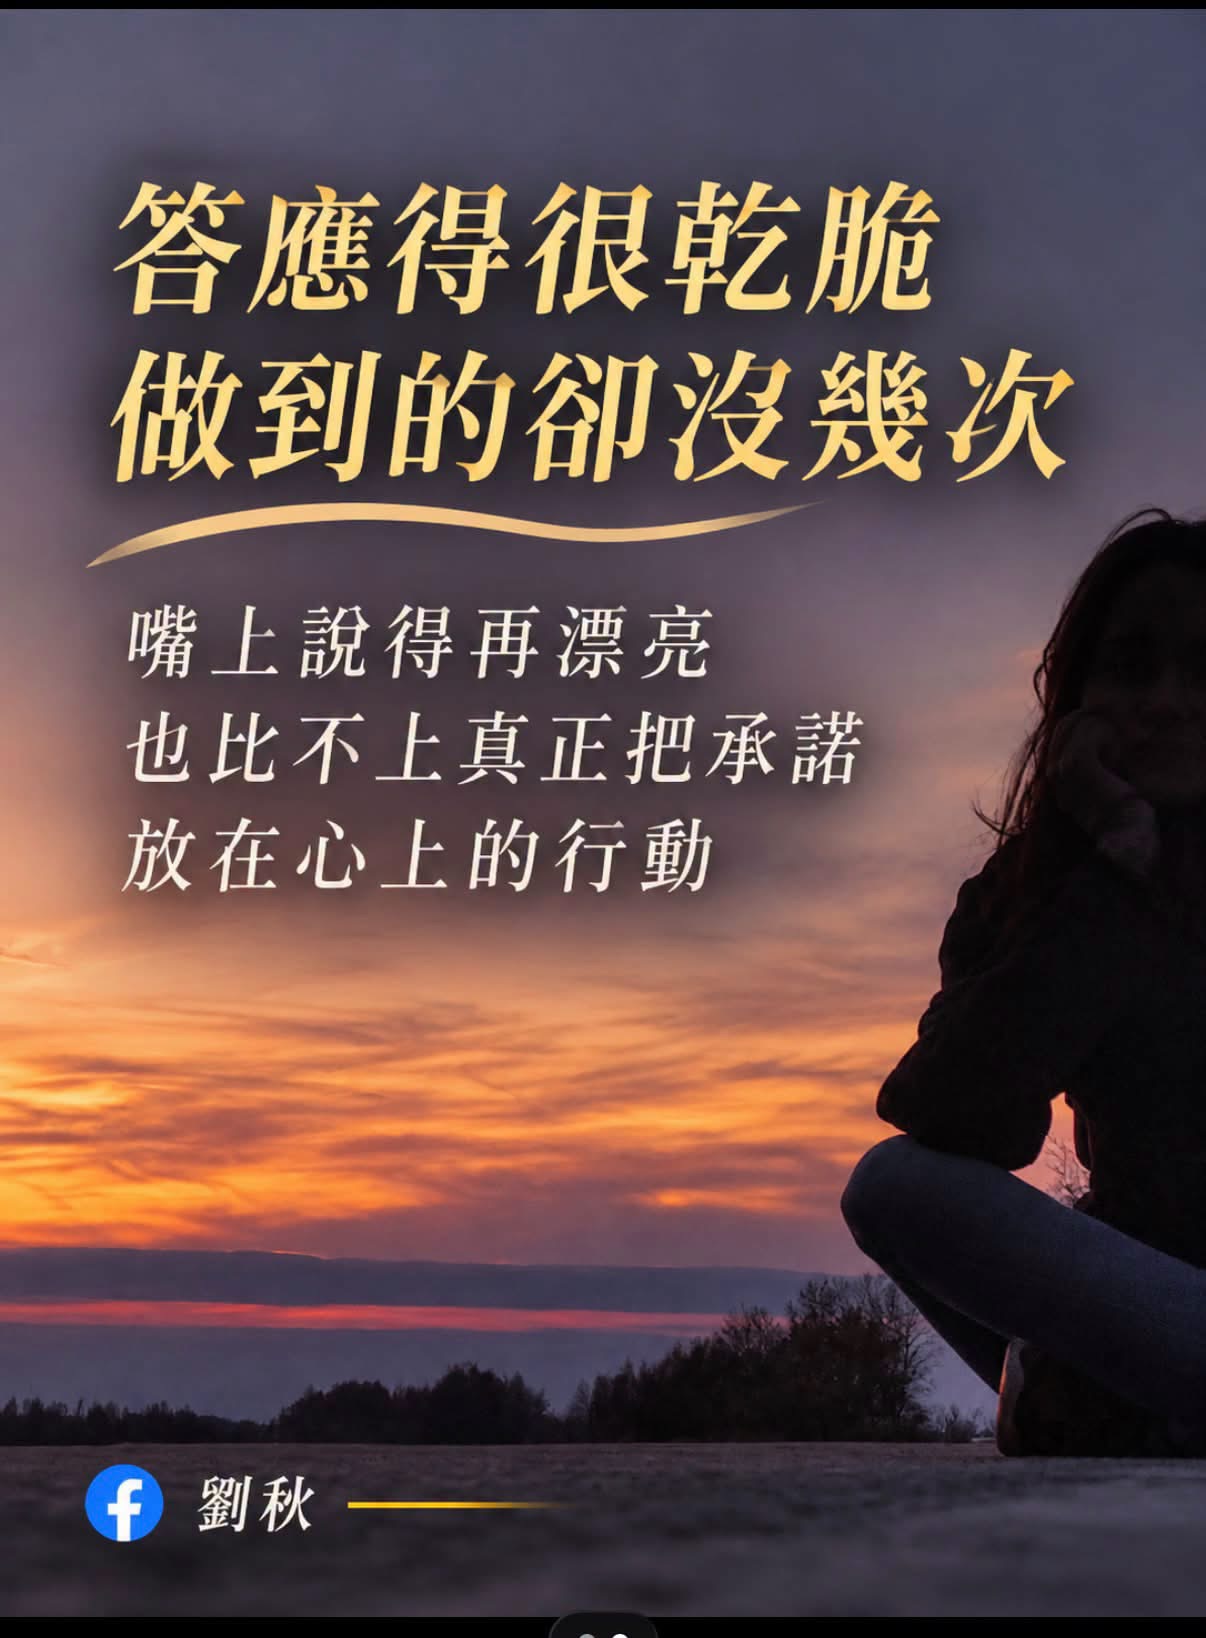 答應得很乾脆
做到的卻沒幾次
嘴上說得再漂亮
也比不上真正把承諾
放在心上的行動
劉秋